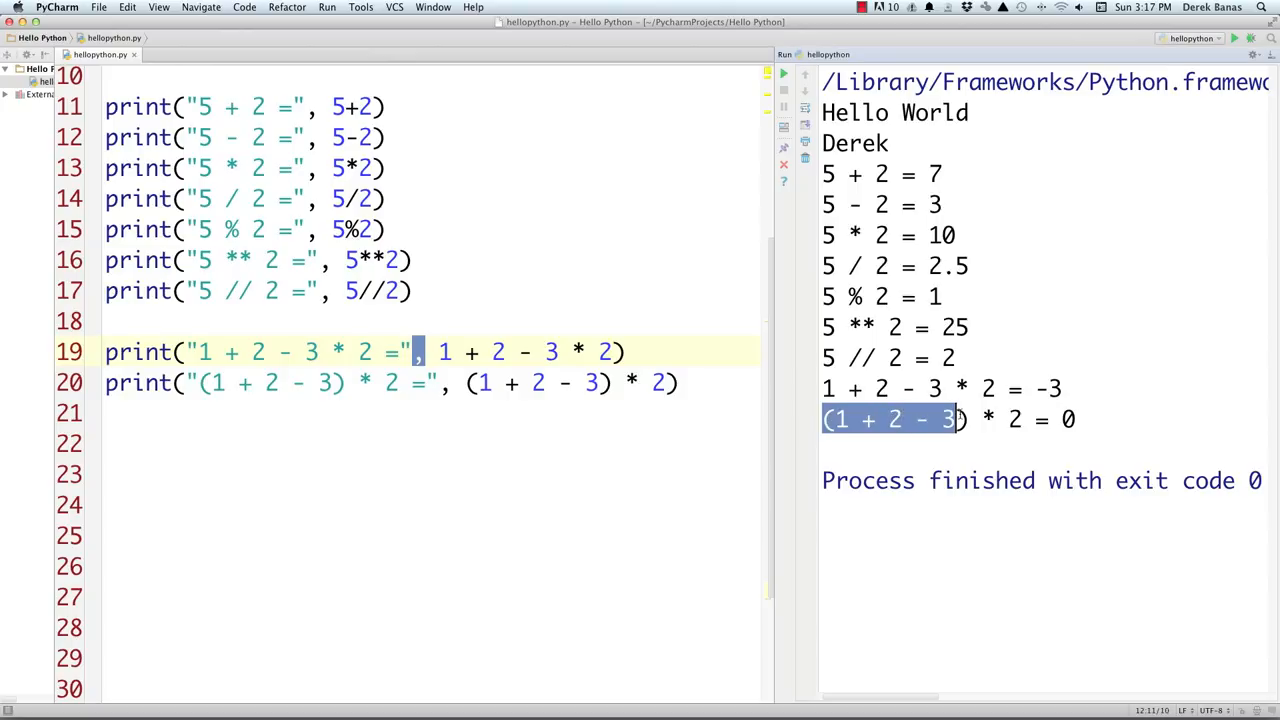 PyCharm File Edit View Navigate Code Refactor Run Tools VCS Window Help 10 Sun 3:17 PM Derek Banas
hellopython.py - Hello Python - [~/PycharmProjects/Hello Python]
Hello Python hellopython.py hellopython
hellopython.py × Run hellopython
Hello F
hell
Externa
10
11 print("5 + 2 =", 5+2)
12 print("5 - 2 =", 5-2)
13 print("5 * 2 =", 5*2)
14 print("5 / 2 =", 5/2)
15 print("5 % 2 =", 5%2)
16 print("5 ** 2 =", 5**2)
17 print("5 // 2 =", 5//2)
18
19 print("1 + 2 - 3 * 2 =", 1 + 2 - 3 * 2)
20 print("(1 + 2 - 3) * 2 =", (1 + 2 - 3) * 2)
21
22
23
24
25
26
27
28
29
30
/Library/Frameworks/Python.framewo
Hello World
Derek
5 + 2 = 7
5 - 2 = 3
5 * 2 = 10
5 / 2 = 2.5
5 % 2 = 1
5 ** 2 = 25
5 // 2 = 2
1 + 2 - 3 * 2 = -3
(1 + 2 - 3) * 2 = 0
Process finished with exit code 0
12:11/10 LF UTF-8